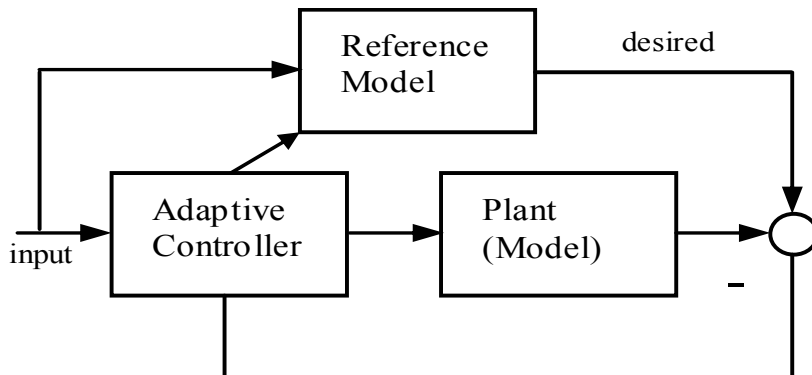 Reference
Model
desired
Adaptive
Controller
Plant
(Model)
input
-